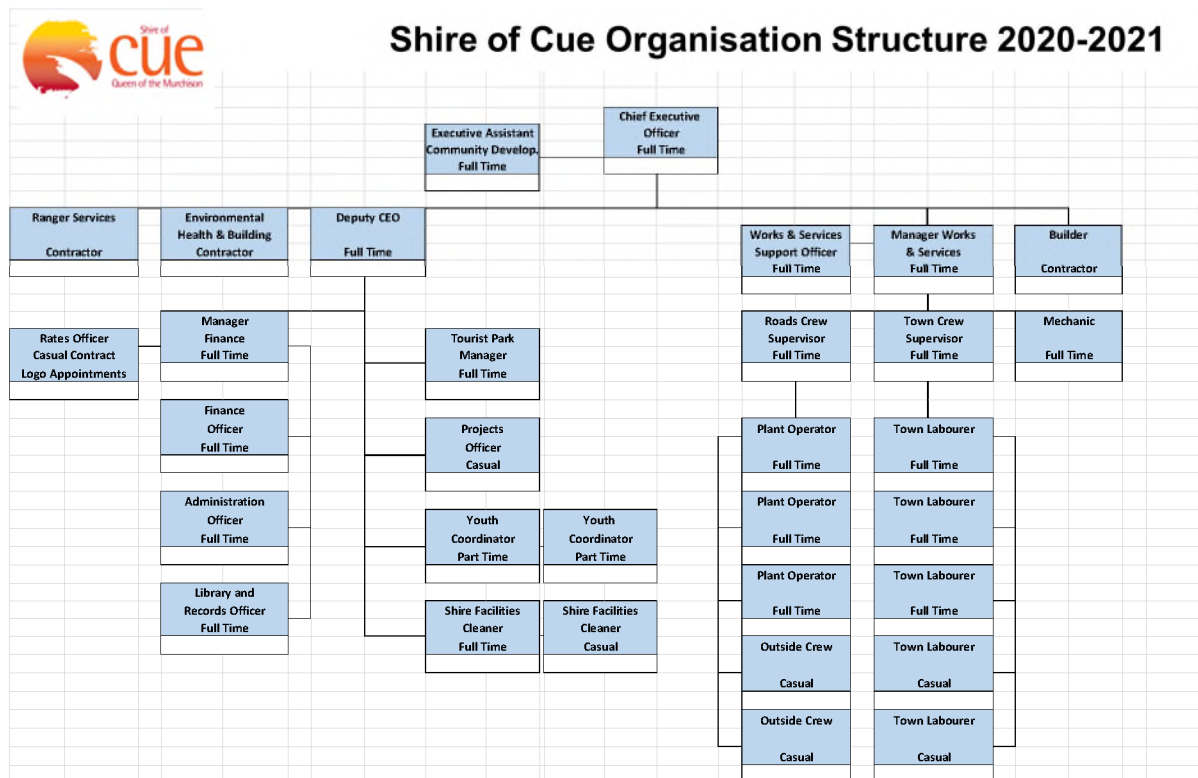 Shire of
cue
Queen of the Murchison
Shire of Cue Organisation Structure 2020-2021
Chief Executive
Officer
Full Time
Executive Assistant
Community Develop.
Full Time
Ranger Services
Contractor
Environmental
Health & Building
Contractor
Deputy CEO
Full Time
Works & Services
Support Officer
Full Time
Manager Works
& Services
Full Time
Builder
Contractor
Rates Officer
Casual Contract
Logo Appointments
Manager
Finance
Full Time
Tourist Park
Manager
Full Time
Roads Crew
Supervisor
Full Time
Town Crew
Supervisor
Full Time
Mechanic
Full Time
Finance
Officer
Full Time
Projects
Officer
Casual
Plant Operator
Full Time
Town Labourer
Full Time
Administration
Officer
Full Time
Youth
Coordinator
Part Time
Youth
Coordinator
Part Time
Plant Operator
Full Time
Town Labourer
Full Time
Library and
Records Officer
Full Time
Shire Facilities
Cleaner
Full Time
Shire Facilities
Cleaner
Casual
Plant Operator
Full Time
Town Labourer
Full Time
Outside Crew
Casual
Town Labourer
Casual
Outside Crew
Casual
Town Labourer
Casual